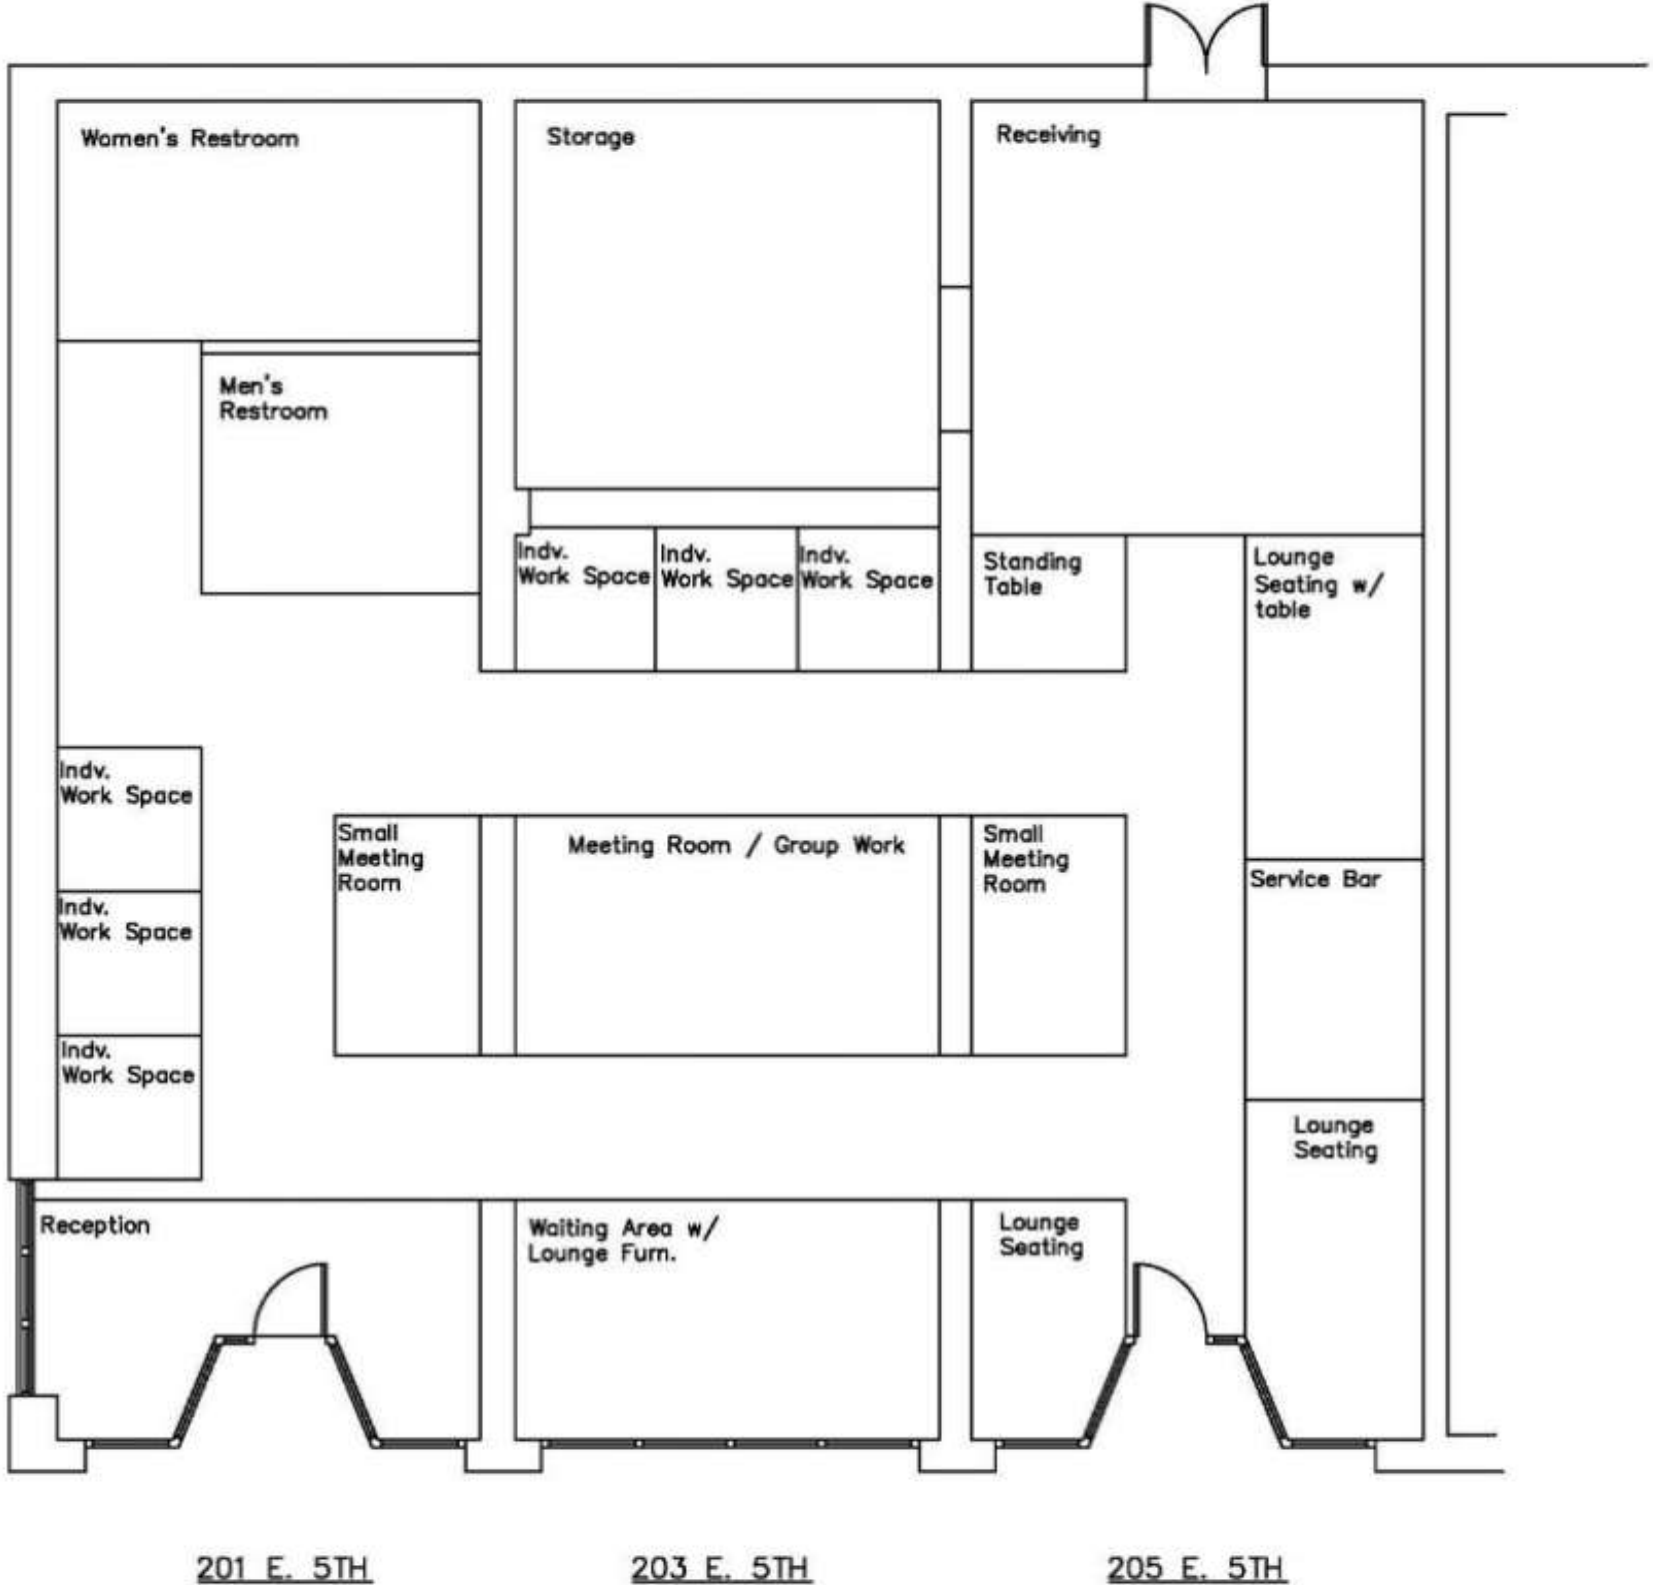 Women's Restroom
Storage
Receiving
Men's
Restroom
Indv.
Work Space
Indv.
Work Space
Indv.
Work Space
Standing
Table
Lounge
Seating w/
table
Indv.
Work Space
Indv.
Work Space
Indv.
Work Space
Small
Meeting
Room
Meeting Room / Group Work
Small
Meeting
Room
Service Bar
Lounge
Seating
Reception
Waiting Area w/
Lounge Furn.
Lounge
Seating
201 E. 5TH
203 E. 5TH
205 E. 5TH